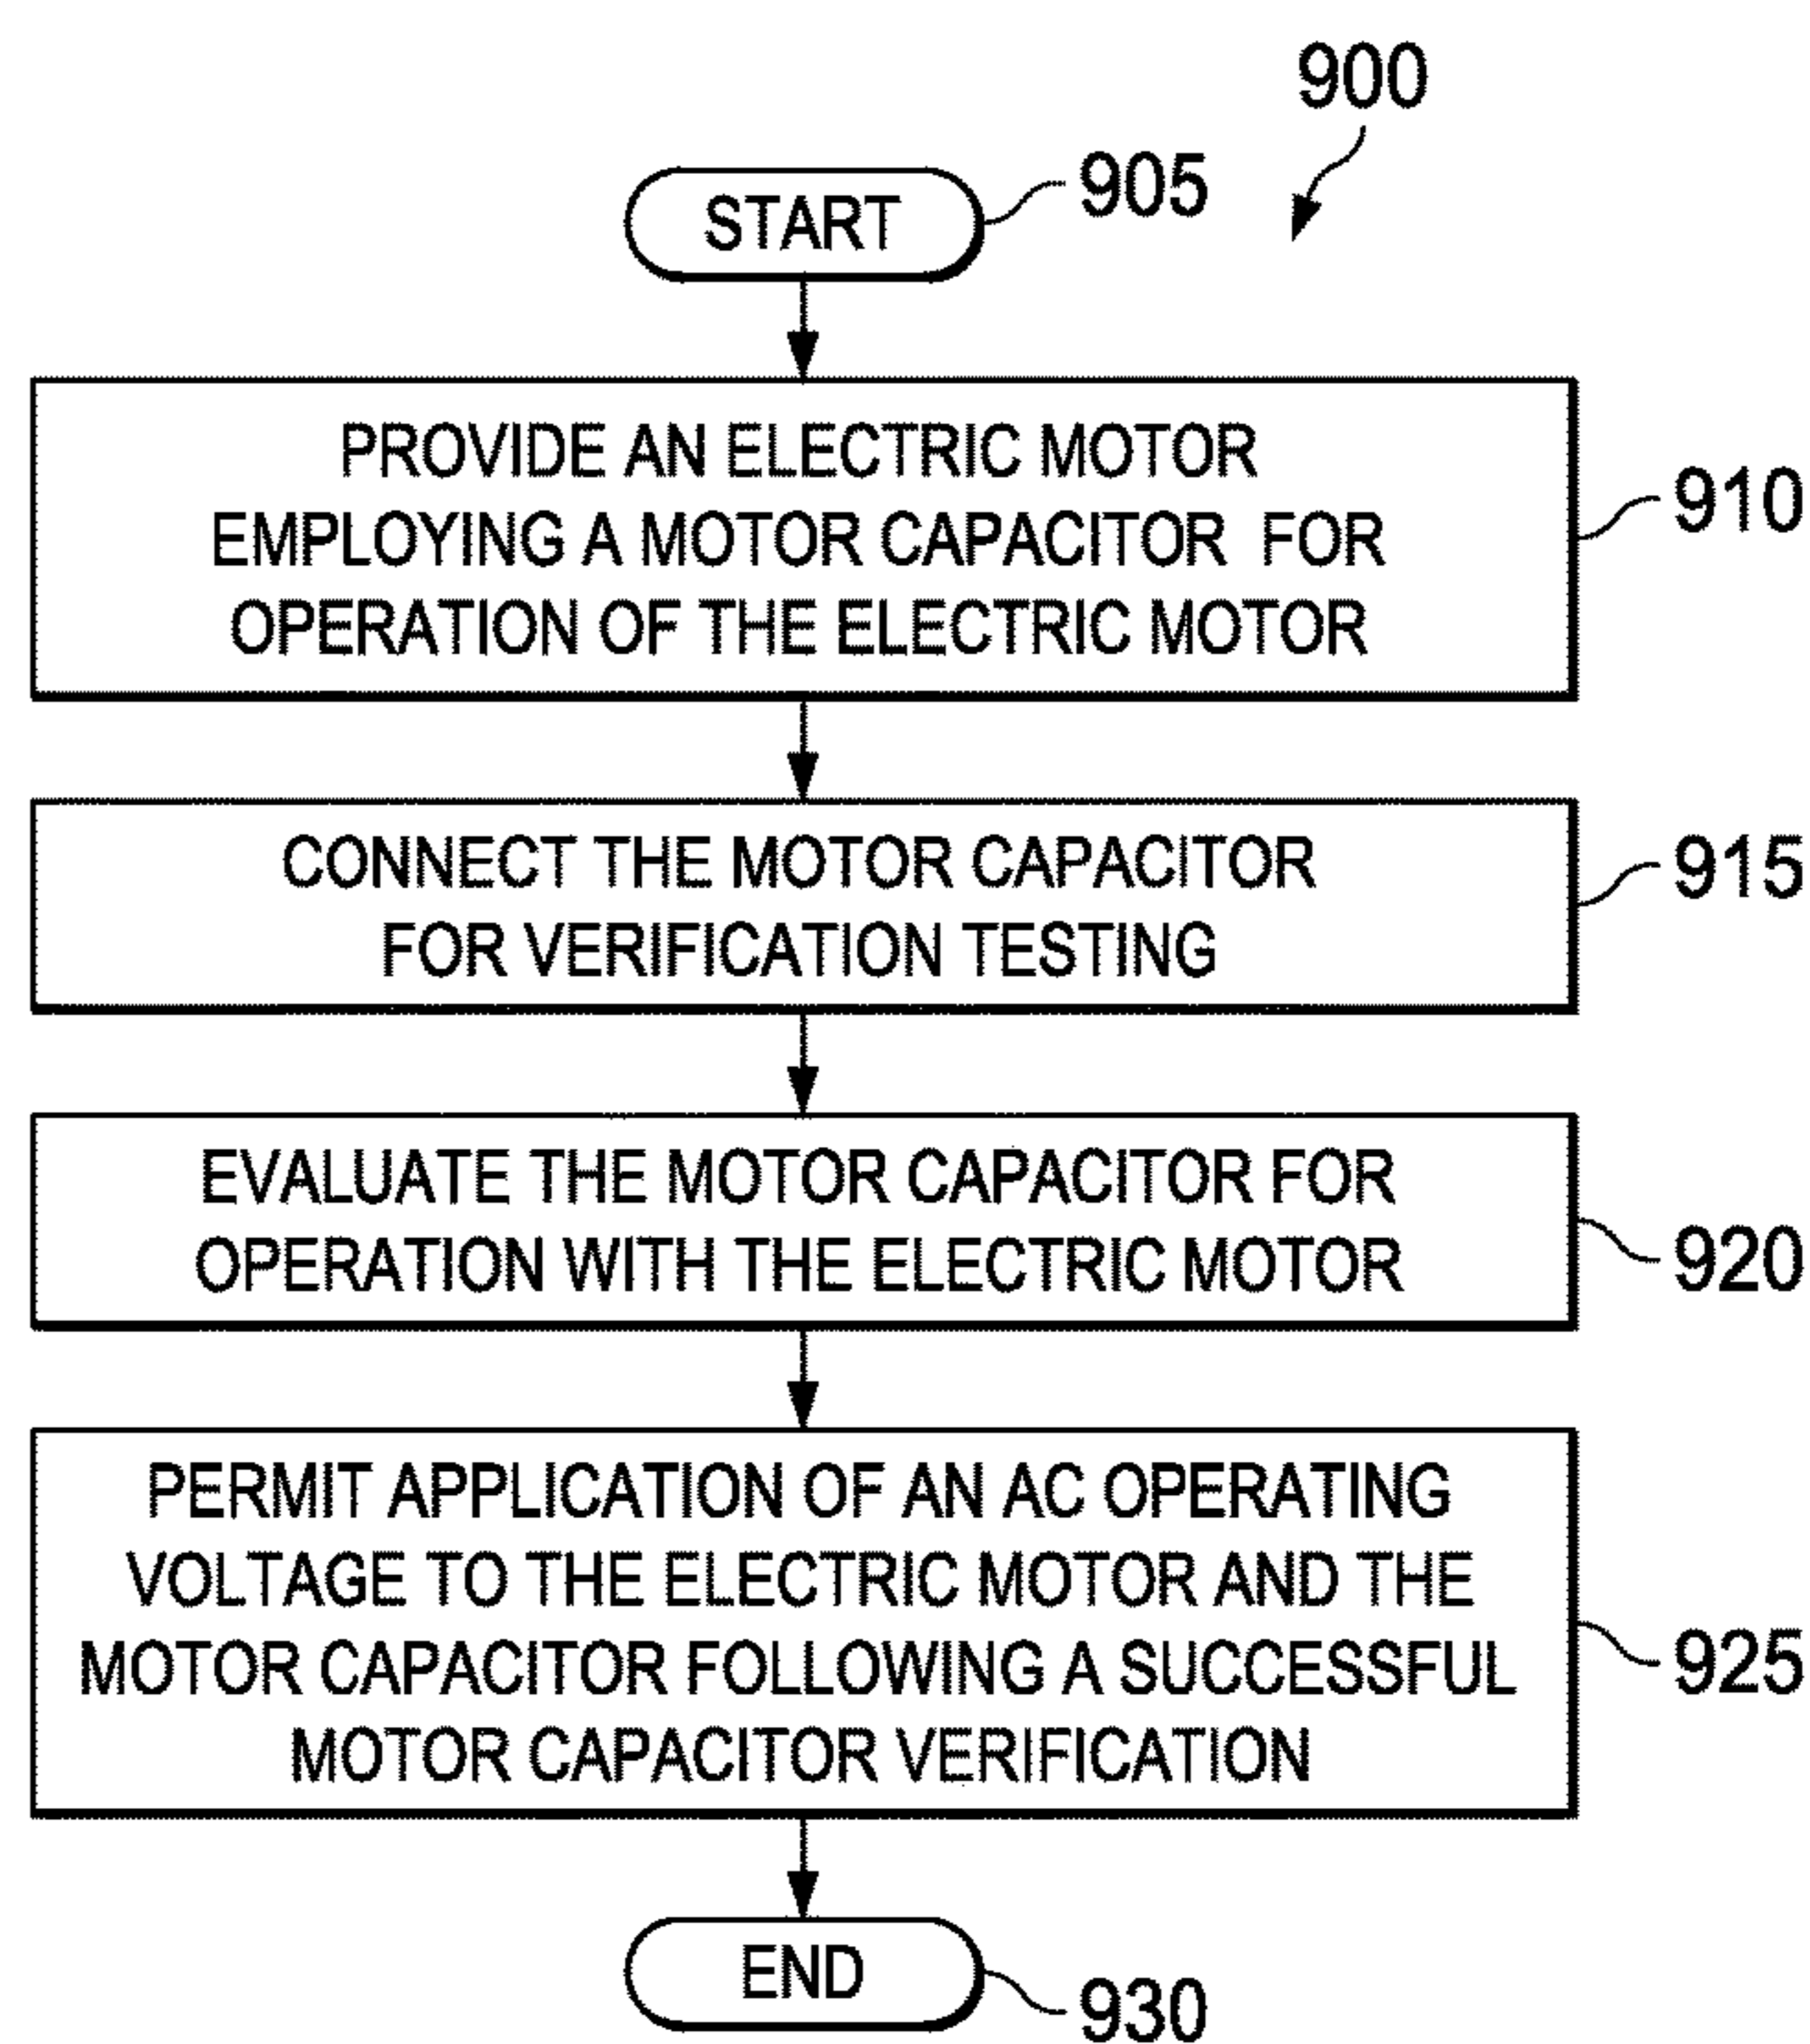 900
START
905
PROVIDE AN ELECTRIC MOTOR
EMPLOYING A MOTOR CAPACITOR FOR
OPERATION OF THE ELECTRIC MOTOR
910
CONNECT THE MOTOR CAPACITOR
FOR VERIFICATION TESTING
915
EVALUATE THE MOTOR CAPACITOR FOR
OPERATION WITH THE ELECTRIC MOTOR
920
PERMIT APPLICATION OF AN AC OPERATING
VOLTAGE TO THE ELECTRIC MOTOR AND THE
MOTOR CAPACITOR FOLLOWING A SUCCESSFUL
MOTOR CAPACITOR VERIFICATION
925
END
930